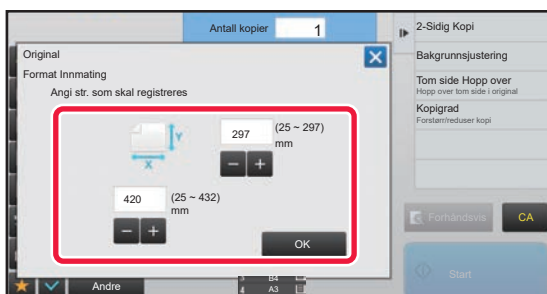 Antall kopier 1
2-Sidig Kopi
Original
Bakgrunnsjustering
Format Innmating
Tom side Hopp over
Hopp over tom side i original
Angi str. som skal registreres
Kopigrad
Forstørr/reduser kopi
Y
X
297 (25 ~ 297)
mm
420 (25 ~ 432)
mm
OK
Forhåndsvis
CA
Start
Andre
3 B4
4 A3